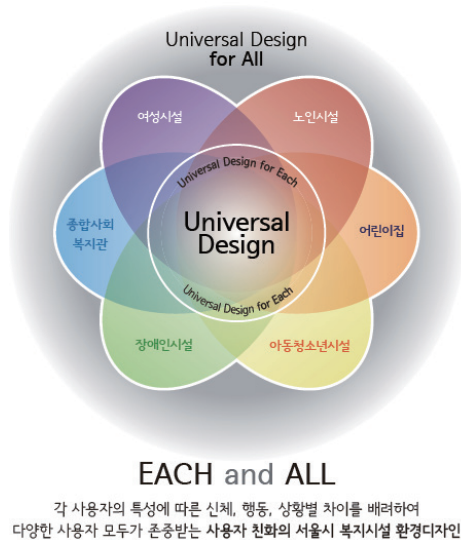 Universal Design
for All
여성시설
노인시설
Universal Design for Each
종합사회
복지관
Universal
Design
어린이집
Universal Design for Each
장애인시설
아동청소년시설
EACH and ALL
각 사용자의 특성에 따른 신체, 행동, 상황별 차이를 배려하여
다양한 사용자 모두가 존중받는 사용자 친화의 서울시 복지시설 환경디자인